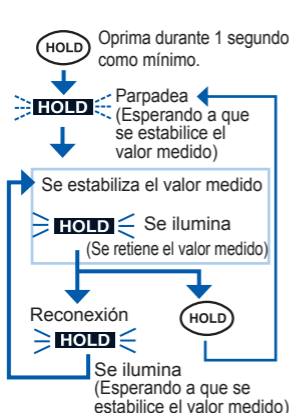 HOLD
Oprima durante 1 segundo
como mínimo.
HOLD
Parpadea
(Esperando a que
se estabilice el
valor medido)
Se estabiliza el valor medido
HOLD
Se ilumina
(Se retiene el valor medido)
Reconexión
HOLD
HOLD
Se ilumina
(Esperando a que se
estabilice el valor medido)